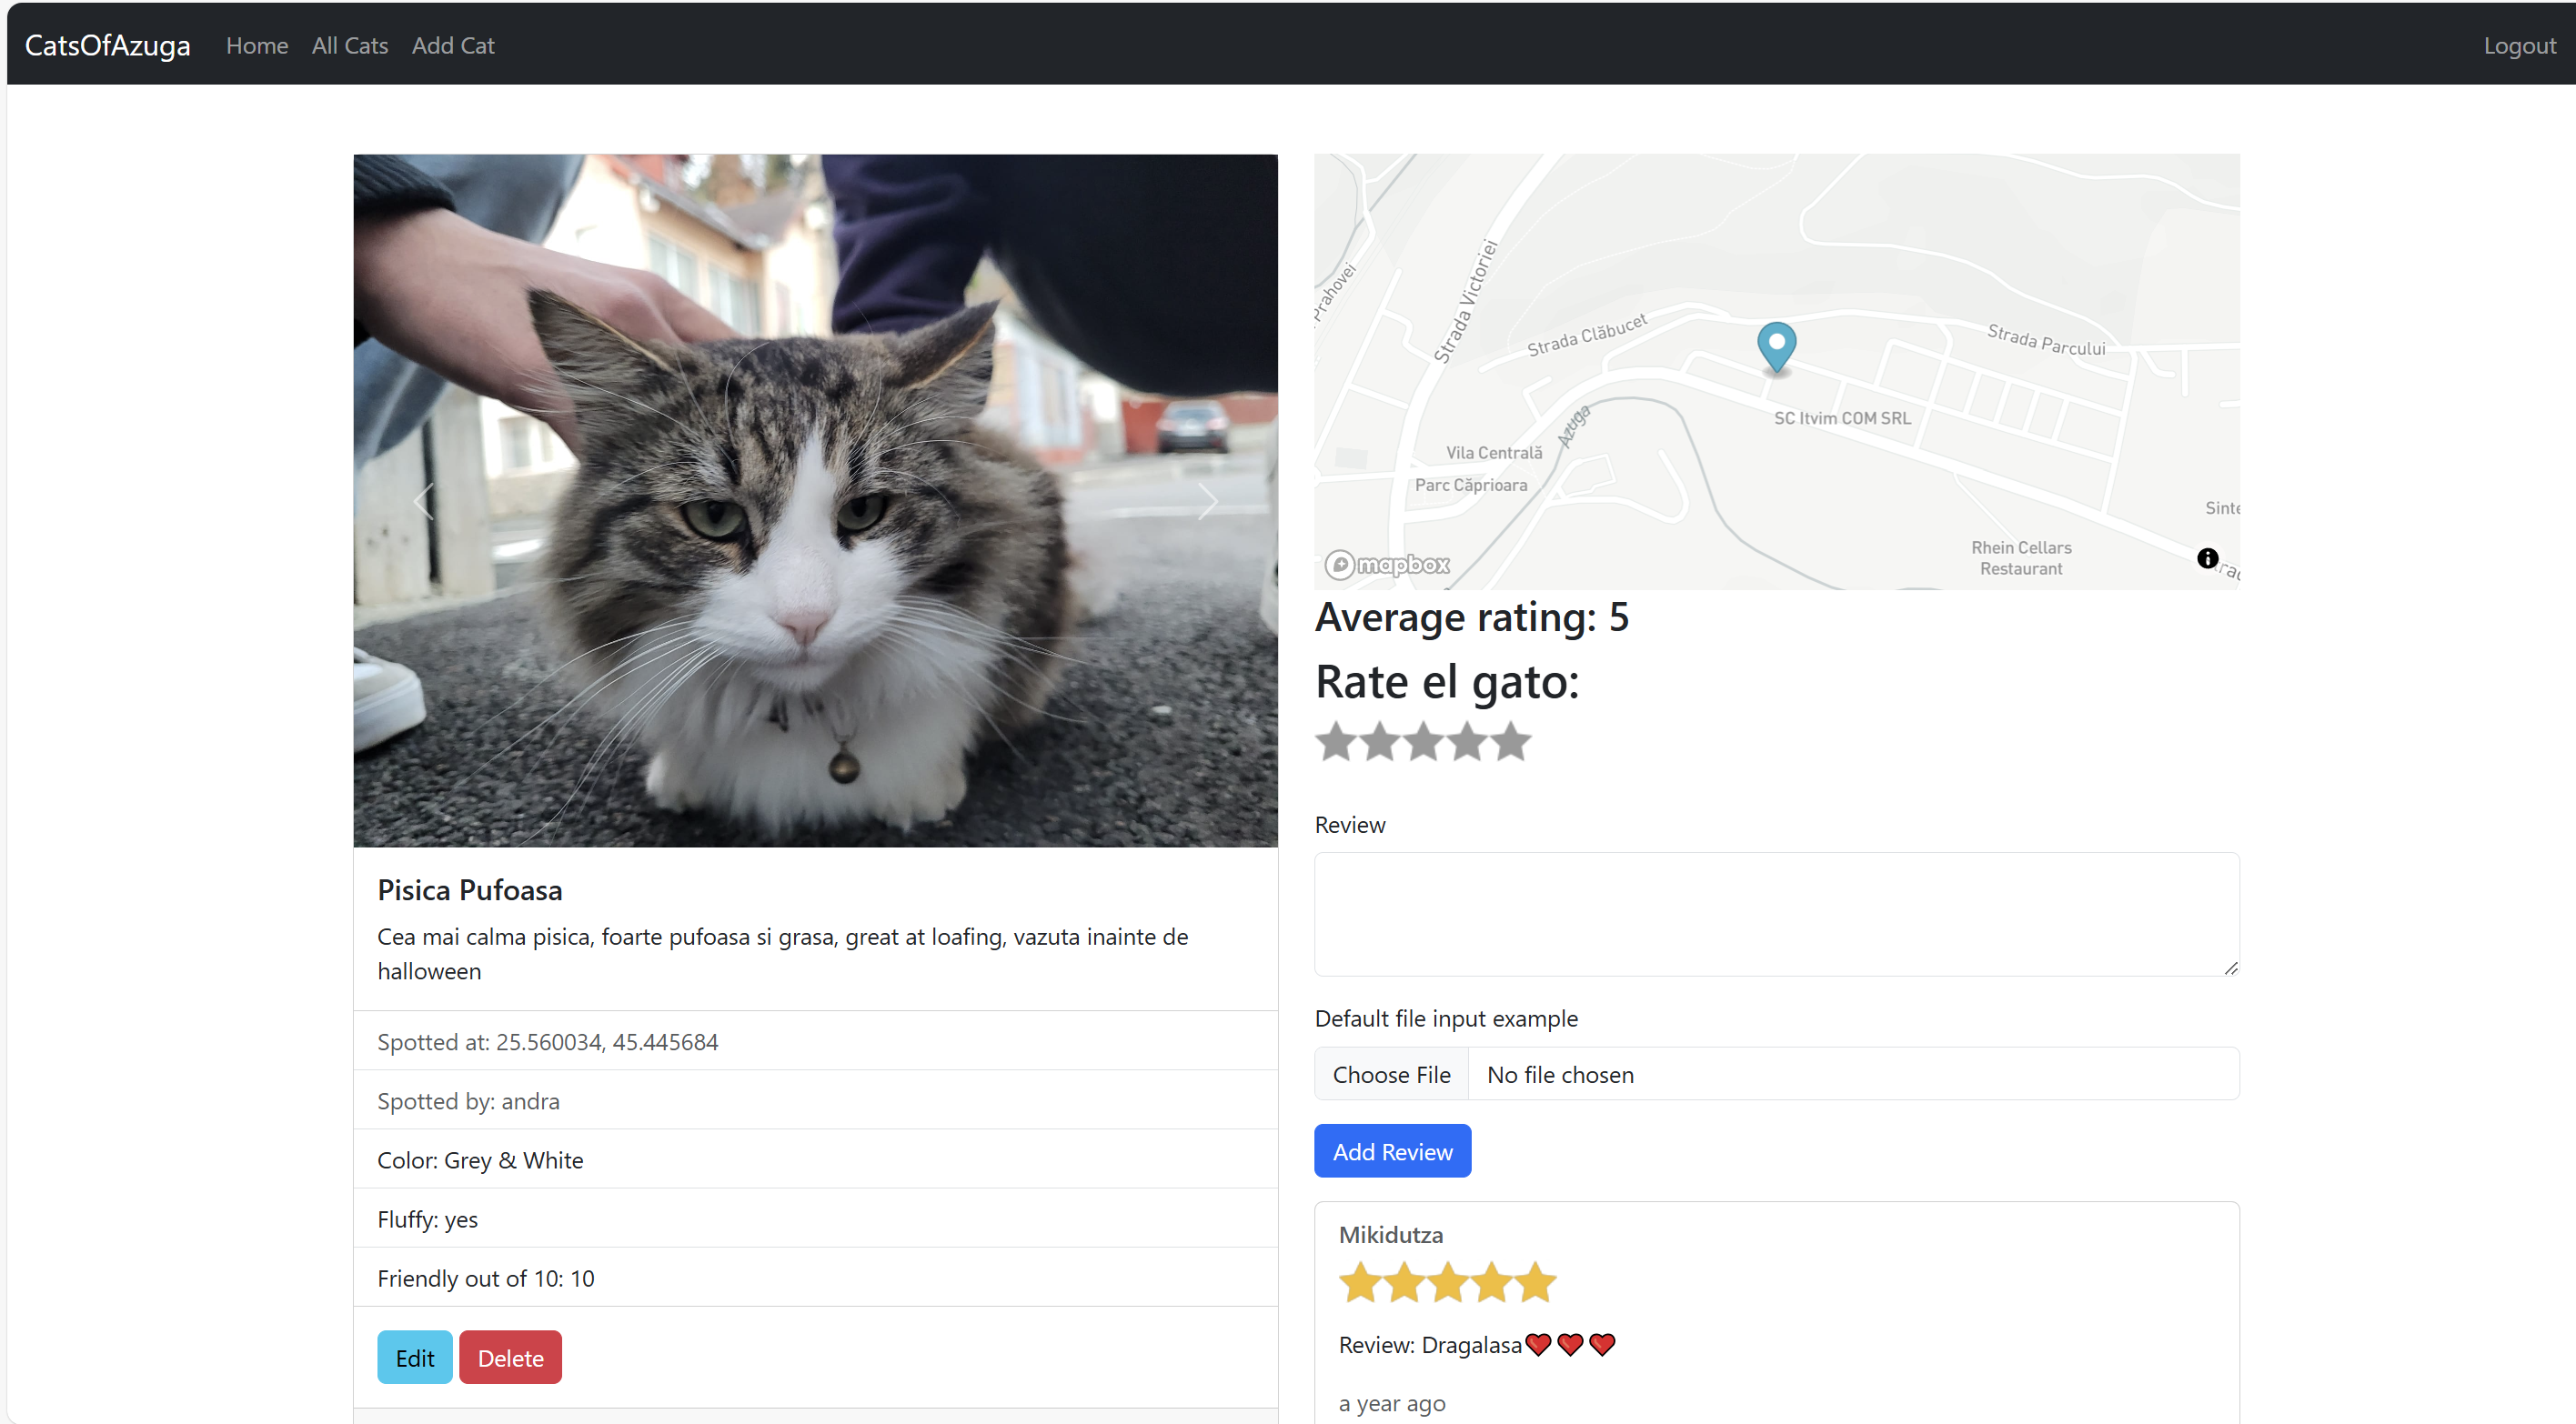 CatsOfAzuga Home All Cats Add Cat Logout
Pisica Pufoasa
Cea mai calma pisica, foarte pufoasa si grasa, great at loafing, vazuta inainte de
halloween
Spotted at: 25.560034, 45.445684
Spotted by: andra
Color: Grey & White
Fluffy: yes
Friendly out of 10: 10
Edit Delete
Prahovei
Strada Victoriei
Strada Clăbucet
Strada Parcului
Azuga
SC Itvim COM SRL
Vila Centrală
Parc Căprioara
Sinte
Rhein Cellars
Restaurant
mapbox
Average rating: 5
Rate el gato:
Review
Default file input example
Choose File No file chosen
Add Review
Mikidutza
Review: Dragalasa❤️❤️❤️
a year ago